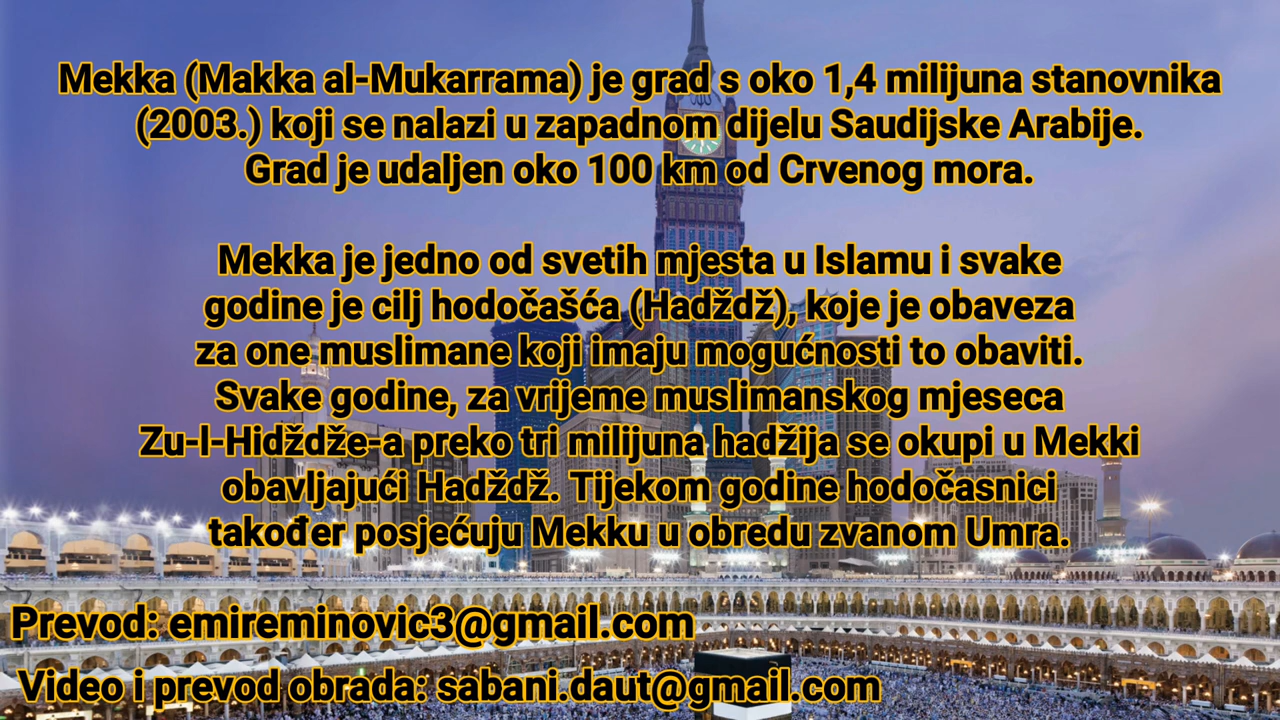 Mekka (Makka al-Mukarrama) je grad s oko 1,4 milijuna stanovnika
(2003.) koji se nalazi u zapadnom dijelu Saudijske Arabije.
Grad je udaljen oko 100 km od Crvenog mora.
Mekka je jedno od svetih mjesta u Islamu i svake
godine je cilj hodočašća (Hadždž), koje je obaveza
za one muslimane koji imaju mogućnosti to obaviti.
Svake godine, za vrijeme muslimanskog mjeseca
Zu-l-Hidždže-a preko tri milijuna hadžija se okupi u Mekki
obavljajući Hadždž. Tijekom godine hodočasnici
također posjećuju Mekku u obredu zvanom Umra.
Prevod: emireminovic3@gmail.com
Video i prevod obrada: sabani.daut@gmail.com